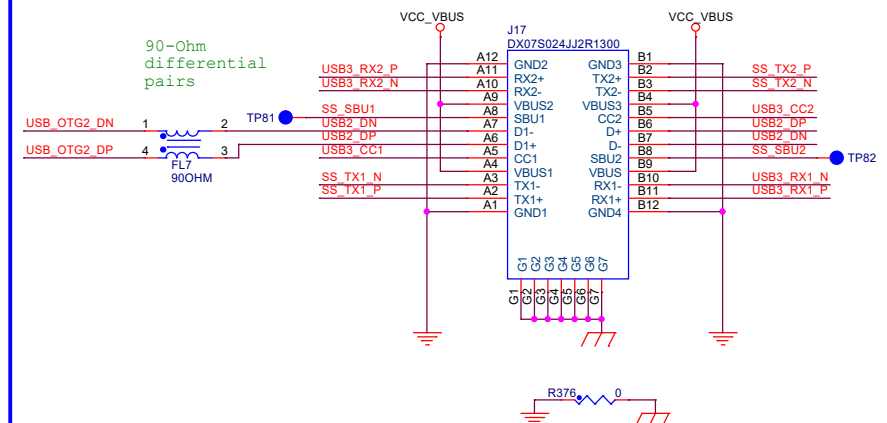 VCC_VBUS VCC_VBUS
J17
DX07S024JJ2R1300
90-Ohm
differential
pairs
A12 GND2 GND3 B1
USB3_RX2_P A11 RX2+ TX2+ B2 SS_TX2_P
USB3_RX2_N A10 RX2- TX2- B3 SS_TX2_N
A9 VBUS2 VBUS3 B4
TP81 SS_SBU1 A8 SBU1 CC2 B5 USB3_CC2
USB_OTG2_DN 1 2 USB2_DN A7 D1- D+ B6 USB2_DP
USB2_DP A6 D1+ D- B7 USB2_DN
USB_OTG2_DP 4 3 USB3_CC1 A5 CC1 SBU2 B8 SS_SBU2 TP82
FL7
90OHM
A4 VBUS1 VBUS B9
SS_TX1_N A3 TX1- RX1- B10 USB3_RX1_N
SS_TX1_P A2 TX1+ RX1+ B11 USB3_RX1_P
A1 GND1 GND4 B12
G1 G2 G3 G4 G5 G6 G7
G1 G2 G3 G4 G5 G6 G7
R376 0